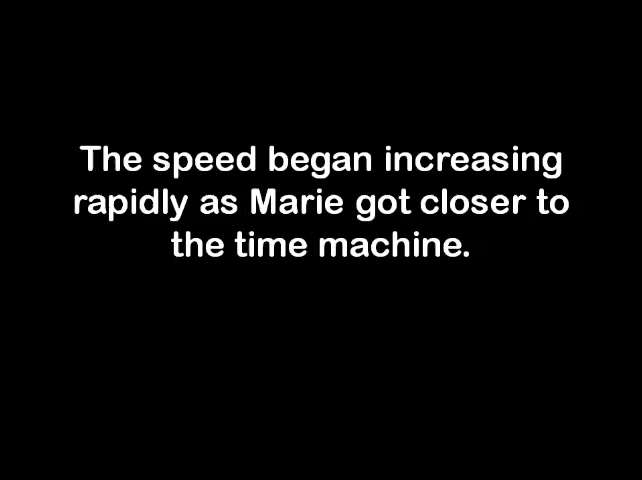 The speed began increasing
rapidly as Marie got closer to
the time machine.